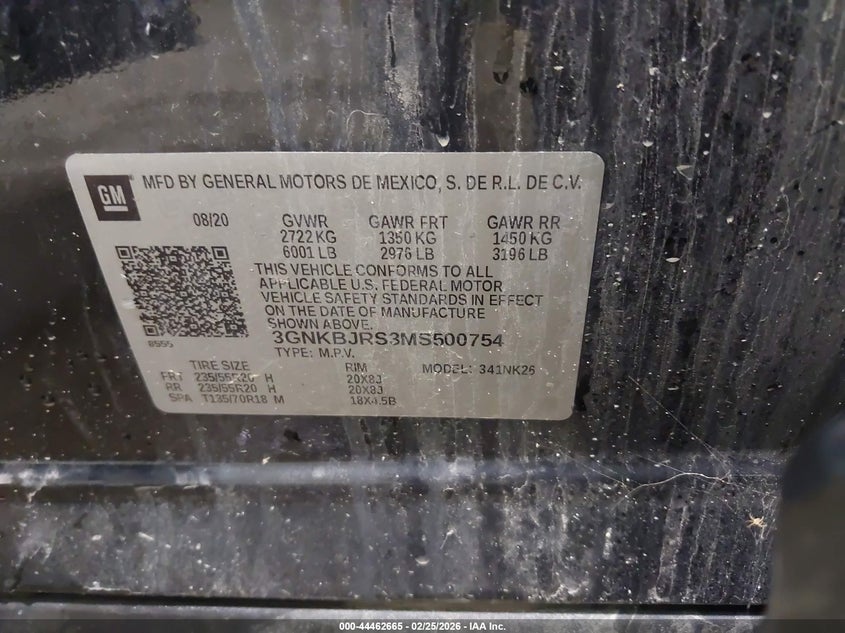 GM
MFD BY GENERAL MOTORS DE MEXICO, S. DE R.L. DE C.V.
08/20 GVWR GAWR FRT GAWR RR
2722 KG 1350 KG 1450 KG
6001 LB 2976 LB 3196 LB
THIS VEHICLE CONFORMS TO ALL
APPLICABLE U.S. FEDERAL MOTOR
VEHICLE SAFETY STANDARDS IN EFFECT
ON THE DATE OF MANUFACTURE
SHOWN ABOVE.
8555
3GNKBJRS3MS500754
TYPE: M.P.V.
TIRE SIZE RIM MODEL: 341NK26
FRT 235/55R20 H 20X8J
RR 235/55R20 H 20X8J
SPA T135/70R18 M 18X4.5B
000-44462665 - 02/25/2026 - IAA Inc.